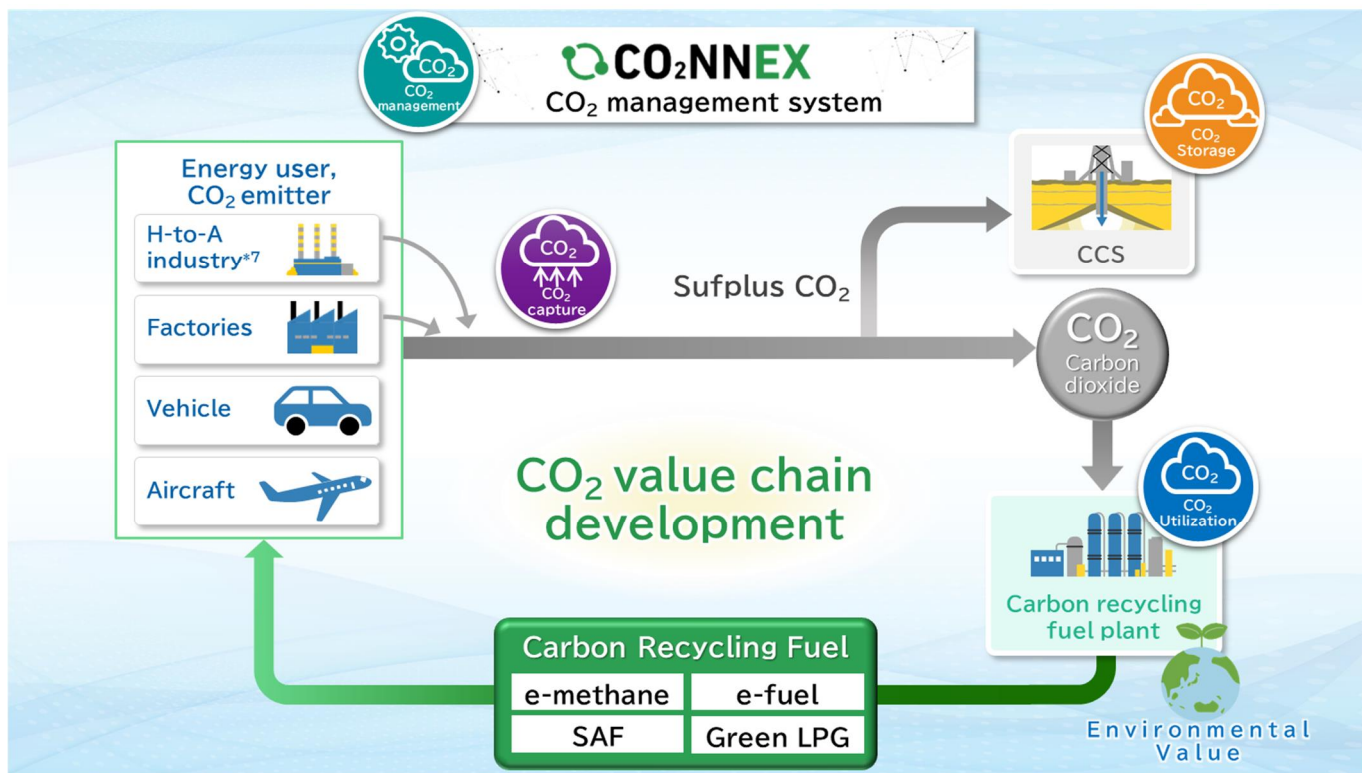 CO₂
CO₂
management
CO₂NNEX
CO₂ management system
CO₂
CO₂
Storage
Energy user,
CO₂ emitter
H-to-A
industry*7
Factories
Vehicle
Aircraft
CO₂
CO₂
capture
Sufplus CO₂
CCS
CO₂
Carbon
dioxide
CO₂ value chain
development
CO₂
CO₂
Utilization
Carbon recycling
fuel plant
Carbon Recycling Fuel
e-methane
e-fuel
SAF
Green LPG
Environmental
Value